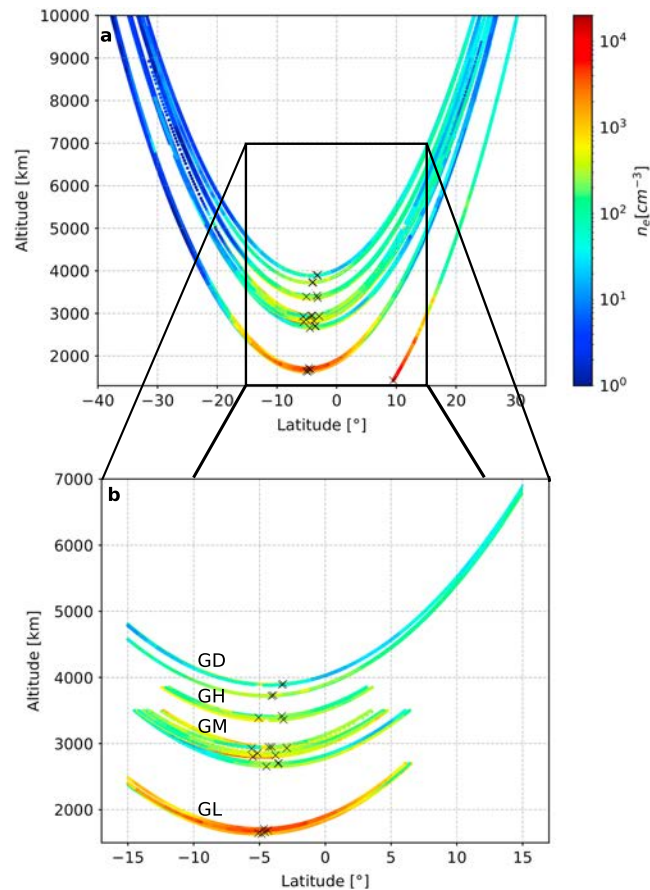 a
10000
9000
8000
7000
6000
5000
4000
3000
2000
Altitude [km]
−40 −30 −20 −10 0 10 20 30
Latitude [°]
10⁴
10³
10²
10¹
10⁰
nₑ[cm⁻³]
b
7000
6000
5000
4000
3000
2000
Altitude [km]
GD
GH
GM
GL
−15 −10 −5 0 5 10 15
Latitude [°]